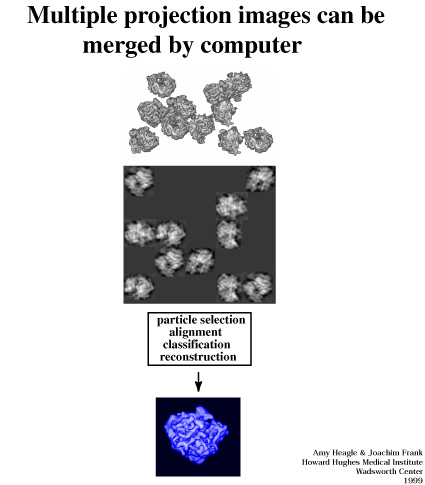 Multiple projection images can be
merged by computer
particle selection
alignment
classification
reconstruction
Amy Heagle & Joachim Frank
Howard Hughes Medical Institute
Wadsworth Center
1999